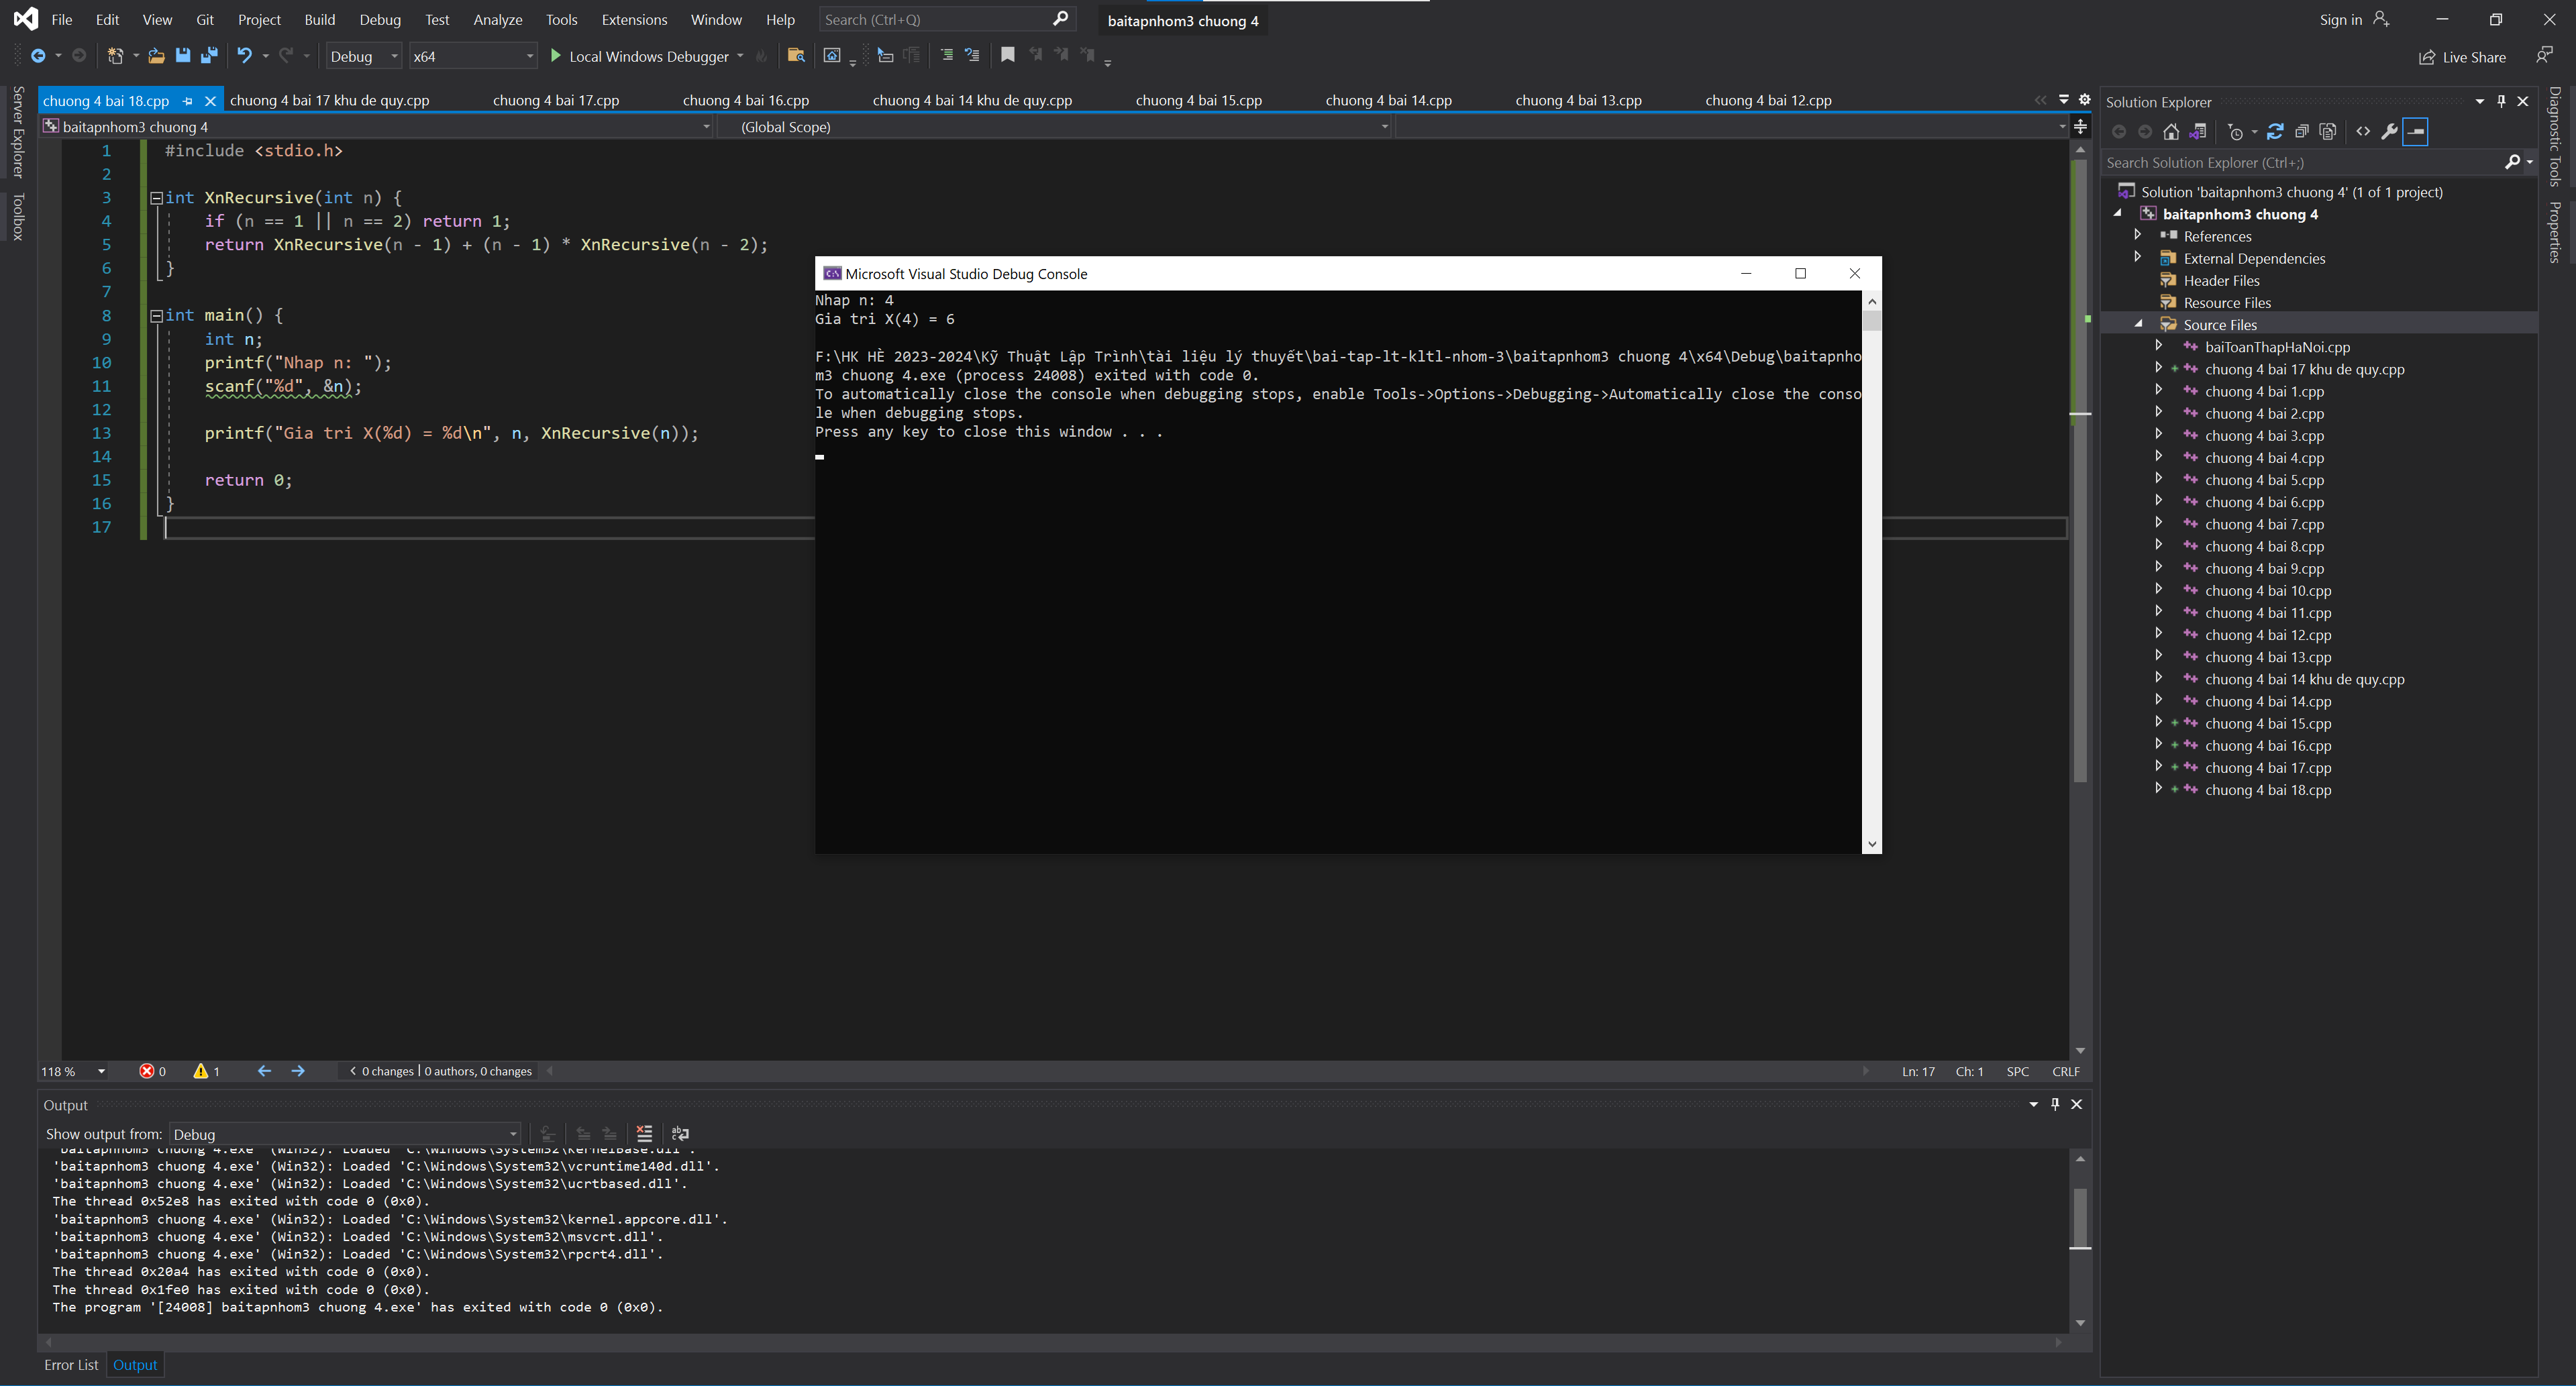 File Edit View Git Project Build Debug Test Analyze Tools Extensions Window Help Search (Ctrl+Q) baitapnhom3 chuong 4 Sign in
Debug x64 Local Windows Debugger Live Share
Server Explorer
Toolbox
chuong 4 bai 18.cpp chuong 4 bai 17 khu de quy.cpp chuong 4 bai 17.cpp chuong 4 bai 16.cpp chuong 4 bai 14 khu de quy.cpp chuong 4 bai 15.cpp chuong 4 bai 14.cpp chuong 4 bai 13.cpp chuong 4 bai 12.cpp
baitapnhom3 chuong 4 (Global Scope)
1 #include <stdio.h>
2
3 int XnRecursive(int n) {
4 if (n == 1 || n == 2) return 1;
5 return XnRecursive(n - 1) + (n - 1) * XnRecursive(n - 2);
6 }
7
8 int main() {
9 int n;
10 printf("Nhap n: ");
11 scanf("%d", &n);
12
13 printf("Gia tri X(%d) = %d\n", n, XnRecursive(n));
14
15 return 0;
16 }
17
Microsoft Visual Studio Debug Console
Nhap n: 4
Gia tri X(4) = 6
F:\HK HÈ 2023-2024\Kỹ Thuật Lập Trình\tài liệu lý thuyết\bai-tap-lt-kltl-nhom-3\baitapnhom3 chuong 4\x64\Debug\baitapnho
m3 chuong 4.exe (process 24008) exited with code 0.
To automatically close the console when debugging stops, enable Tools->Options->Debugging->Automatically close the conso
le when debugging stops.
Press any key to close this window . . .
118 % 0 1 0 changes | 0 authors, 0 changes Ln: 17 Ch: 1 SPC CRLF
Output
Show output from: Debug
'baitapnhom3 chuong 4.exe' (Win32): Loaded 'C:\Windows\System32\KernelBase.dll'.
'baitapnhom3 chuong 4.exe' (Win32): Loaded 'C:\Windows\System32\vcruntime140d.dll'.
'baitapnhom3 chuong 4.exe' (Win32): Loaded 'C:\Windows\System32\ucrtbased.dll'.
The thread 0x52e8 has exited with code 0 (0x0).
'baitapnhom3 chuong 4.exe' (Win32): Loaded 'C:\Windows\System32\kernel.appcore.dll'.
'baitapnhom3 chuong 4.exe' (Win32): Loaded 'C:\Windows\System32\msvcrt.dll'.
'baitapnhom3 chuong 4.exe' (Win32): Loaded 'C:\Windows\System32\rpcrt4.dll'.
The thread 0x20a4 has exited with code 0 (0x0).
The thread 0x1fe0 has exited with code 0 (0x0).
The program '[24008] baitapnhom3 chuong 4.exe' has exited with code 0 (0x0).
Error List Output
Solution Explorer
Search Solution Explorer (Ctrl+;)
Solution 'baitapnhom3 chuong 4' (1 of 1 project)
baitapnhom3 chuong 4
References
External Dependencies
Header Files
Resource Files
Source Files
baiToanThapHaNoi.cpp
chuong 4 bai 17 khu de quy.cpp
chuong 4 bai 1.cpp
chuong 4 bai 2.cpp
chuong 4 bai 3.cpp
chuong 4 bai 4.cpp
chuong 4 bai 5.cpp
chuong 4 bai 6.cpp
chuong 4 bai 7.cpp
chuong 4 bai 8.cpp
chuong 4 bai 9.cpp
chuong 4 bai 10.cpp
chuong 4 bai 11.cpp
chuong 4 bai 12.cpp
chuong 4 bai 13.cpp
chuong 4 bai 14 khu de quy.cpp
chuong 4 bai 14.cpp
chuong 4 bai 15.cpp
chuong 4 bai 16.cpp
chuong 4 bai 17.cpp
chuong 4 bai 18.cpp
Diagnostic Tools
Properties